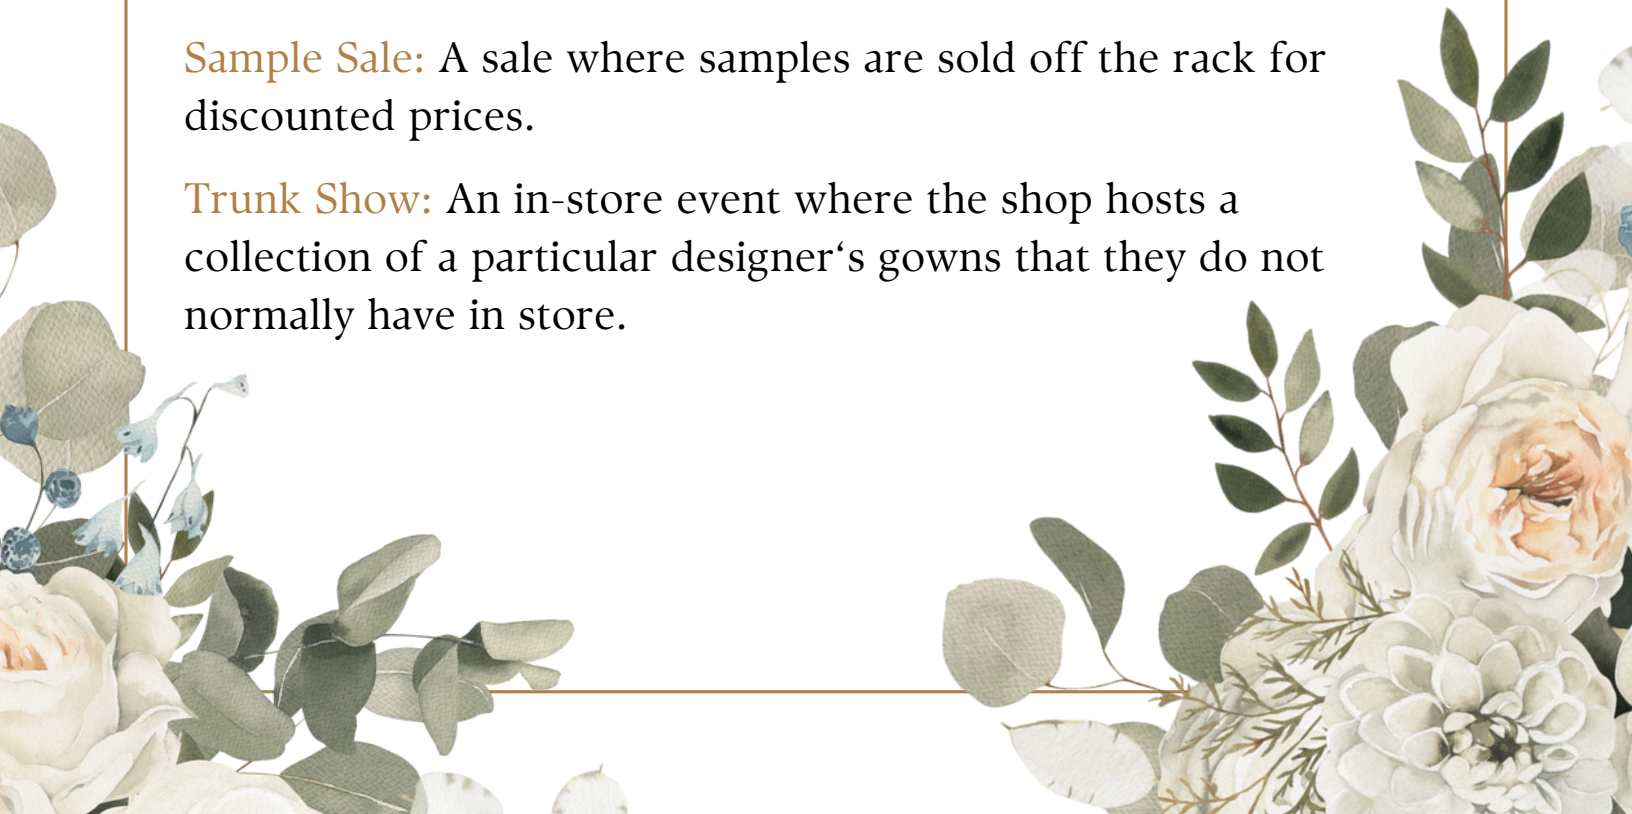 Sample Sale: A sale where samples are sold off the rack for
discounted prices.
Trunk Show: An in-store event where the shop hosts a
collection of a particular designer‘s gowns that they do not
normally have in store.